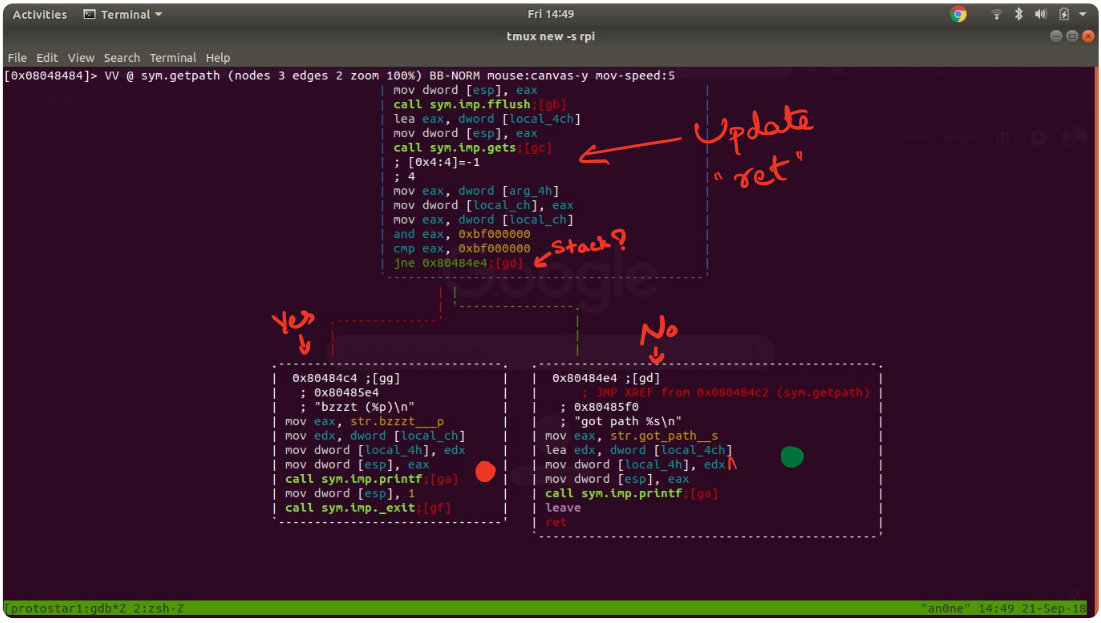 Activities Terminal Fri 14:49
tmux new -s rpi
File Edit View Search Terminal Help
[0x08048484]> VV @ sym.getpath (nodes 3 edges 2 zoom 100%) BB-NORM mouse:canvas-y mov-speed:5
mov dword [esp], eax
call sym.imp.fflush;[gb]
lea eax, dword [local_4ch]
mov dword [esp], eax
call sym.imp.gets;[gc]
; [0x4:4]=-1
; 4
mov eax, dword [arg_4h]
mov dword [local_ch], eax
mov eax, dword [local_ch]
and eax, 0xbf000000
cmp eax, 0xbf000000
jne 0x80484e4;[gd]
Update
"ret"
Stack?
Google
Yes
No
0x80484c4 ;[gg]
; 0x80485e4
; "bzzzt (%p)\n"
mov eax, str.bzzzt___p
mov edx, dword [local_ch]
mov dword [local_4h], edx
mov dword [esp], eax
call sym.imp.printf;[ga]
mov dword [esp], 1
call sym.imp._exit;[gf]
0x80484e4 ;[gd]
; JMP XREF from 0x080484c2 (sym.getpath)
; 0x80485f0
; "got path %s\n"
mov eax, str.got_path__s
lea edx, dword [local_4ch]
mov dword [local_4h], edx
mov dword [esp], eax
call sym.imp.printf;[ga]
leave
ret
[protostar1:gdb*Z 2:zsh-Z "an0ne" 14:49 21-Sep-18